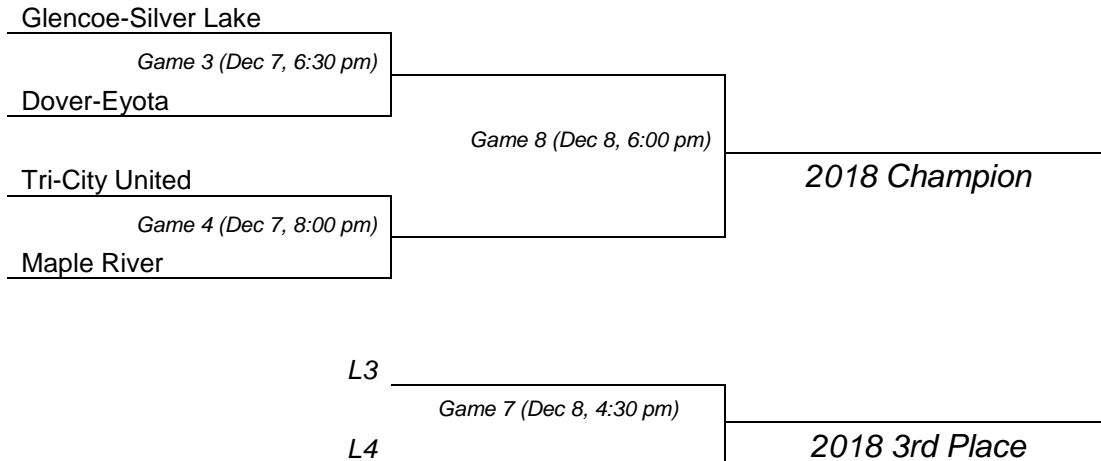 Glencoe-Silver Lake
Game 3 (Dec 7, 6:30 pm)
Dover-Eyota
Game 8 (Dec 8, 6:00 pm)
2018 Champion
Tri-City United
Game 4 (Dec 7, 8:00 pm)
Maple River
L3
Game 7 (Dec 8, 4:30 pm)
L4
2018 3rd Place